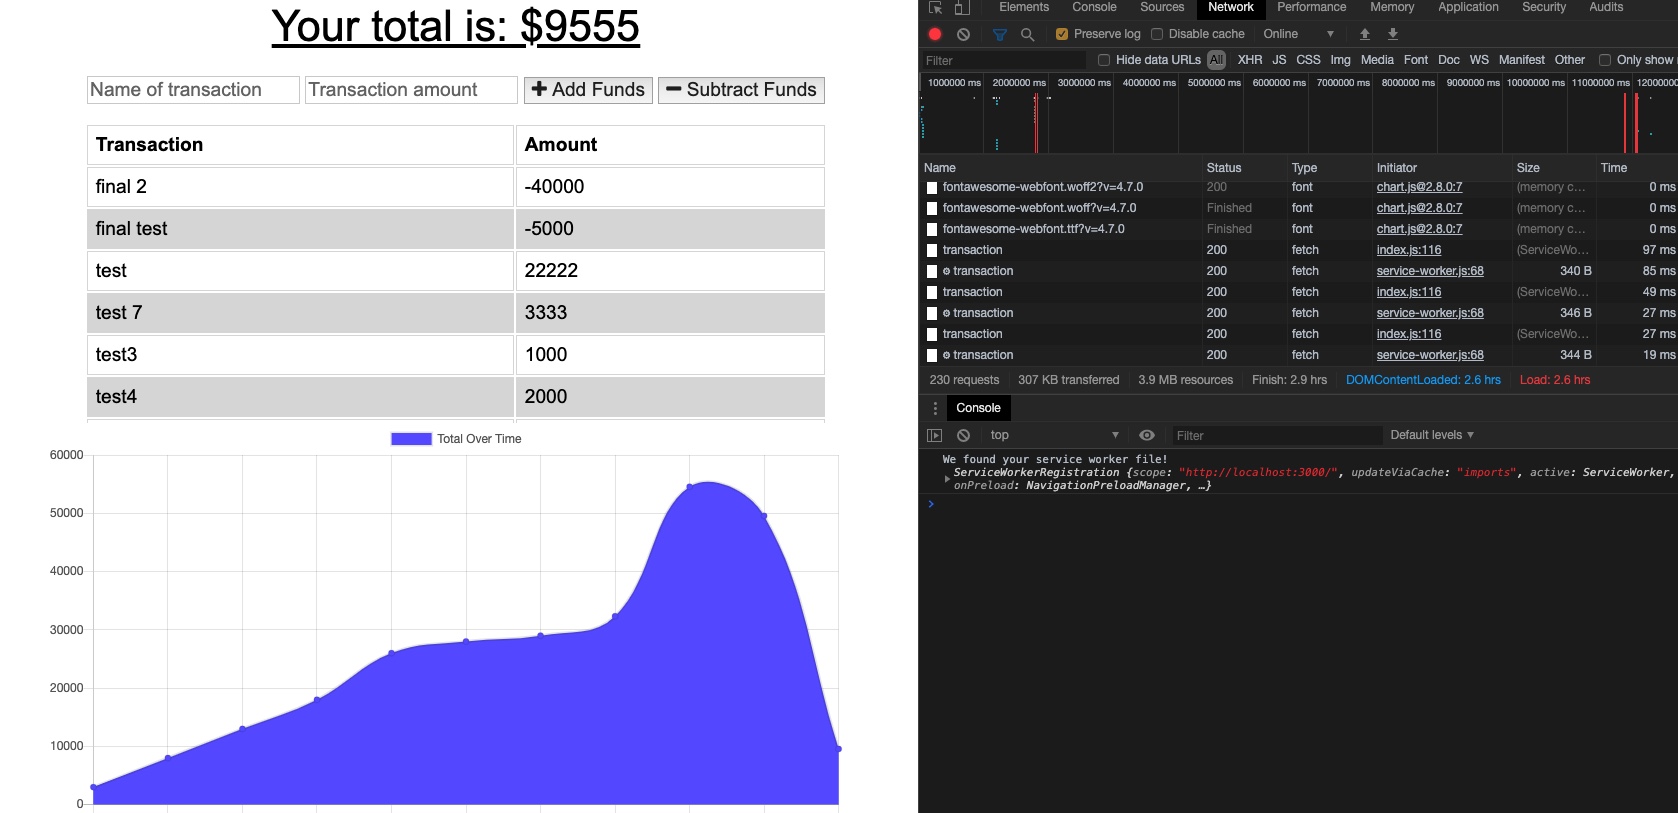 Your total is: $9555
Name of transaction Transaction amount Add Funds Subtract Funds
Transaction Amount
final 2 -40000
final test -5000
test 22222
test 7 3333
test3 1000
test4 2000
Total Over Time
60000
50000
40000
30000
20000
10000
0
Elements Console Sources Network Performance Memory Application Security Audits
Preserve log Disable cache Online
Filter Hide data URLs All XHR JS CSS Img Media Font Doc WS Manifest Other Only show
1000000 ms 2000000 ms 3000000 ms 4000000 ms 5000000 ms 6000000 ms 7000000 ms 8000000 ms 9000000 ms 10000000 ms 11000000 ms 1200000
Name Status Type Initiator Size Time
fontawesome-webfont.woff2?v=4.7.0 200 font chart.js@2.8.0:7 (memory c... 0 ms
fontawesome-webfont.woff?v=4.7.0 Finished font chart.js@2.8.0:7 (memory c... 0 ms
fontawesome-webfont.ttf?v=4.7.0 Finished font chart.js@2.8.0:7 (memory c... 0 ms
transaction 200 fetch index.js:116 (ServiceWo... 97 ms
transaction 200 fetch service-worker.js:68 340 B 85 ms
transaction 200 fetch index.js:116 (ServiceWo... 49 ms
transaction 200 fetch service-worker.js:68 346 B 27 ms
transaction 200 fetch index.js:116 (ServiceWo... 27 ms
transaction 200 fetch service-worker.js:68 344 B 19 ms
230 requests 307 KB transferred 3.9 MB resources Finish: 2.9 hrs DOMContentLoaded: 2.6 hrs Load: 2.6 hrs
Console
top Filter Default levels
We found your service worker file!
ServiceWorkerRegistration {scope: "http://localhost:3000/", updateViaCache: "imports", active: ServiceWorker,
onPreload: NavigationPreloadManager, …}